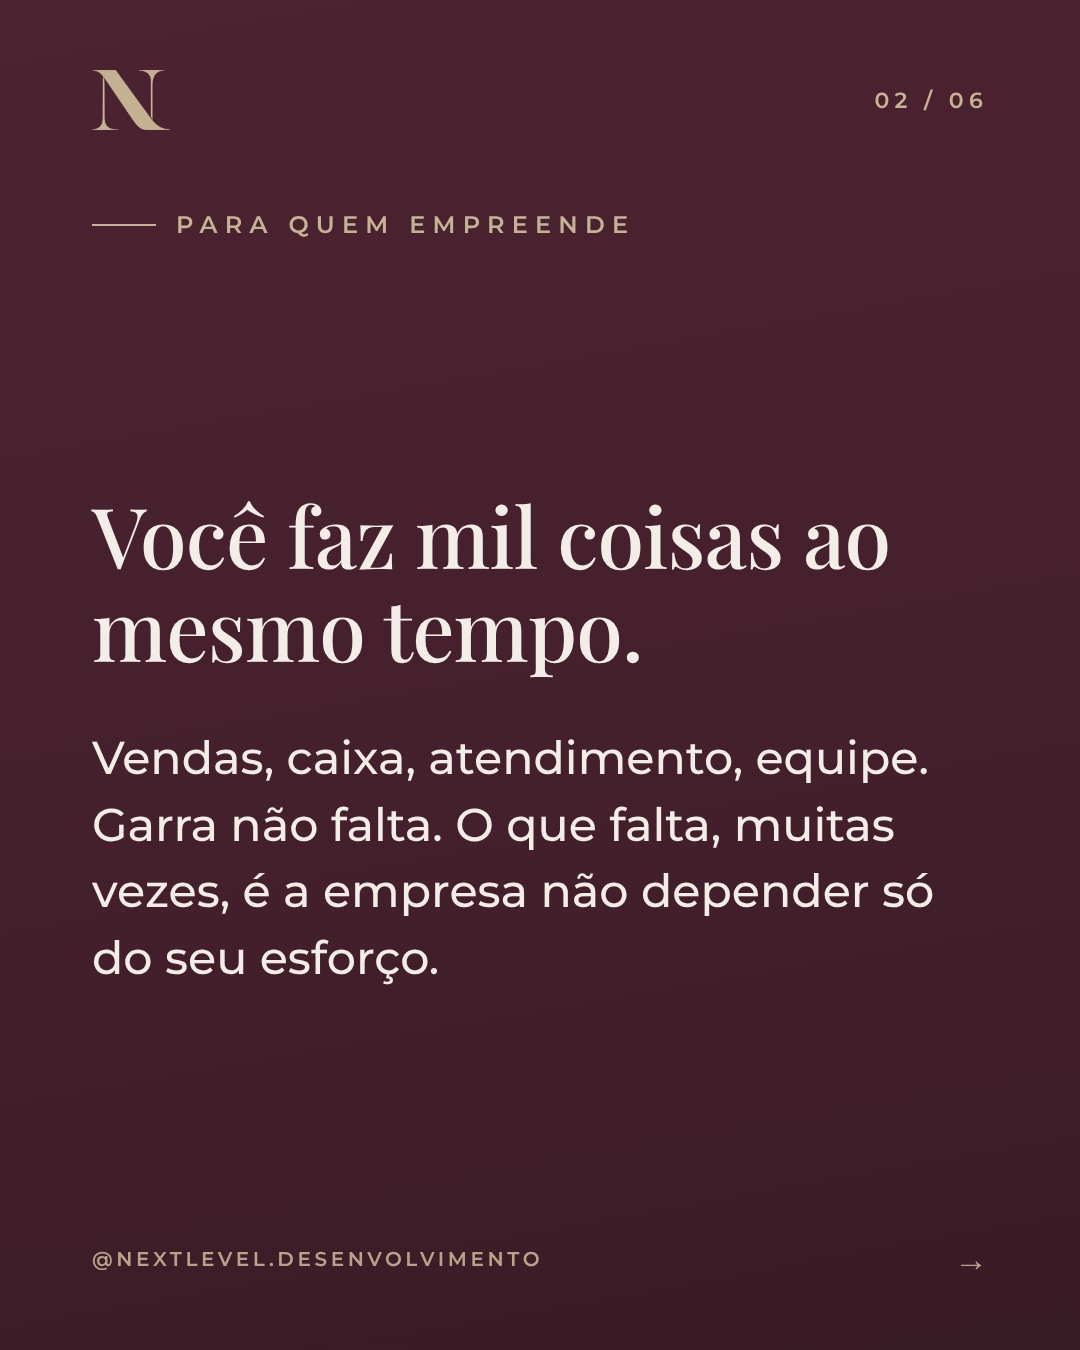 N
02 / 06
PARA QUEM EMPREENDE
Você faz mil coisas ao
mesmo tempo.
Vendas, caixa, atendimento, equipe.
Garra não falta. O que falta, muitas
vezes, é a empresa não depender só
do seu esforço.
@NEXTLEVEL.DESENVOLVIMENTO
→